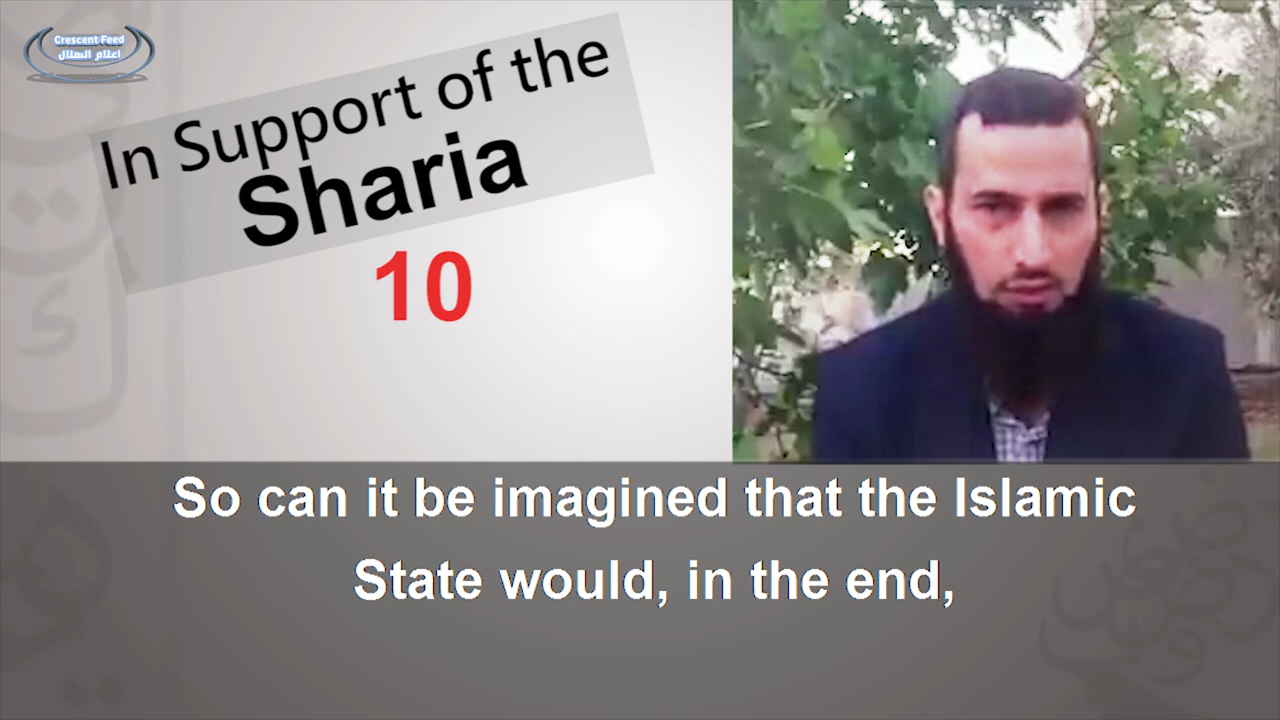 Crescent Feed
اعلام الهلال
In Support of the
Sharia
10
So can it be imagined that the Islamic
State would, in the end,